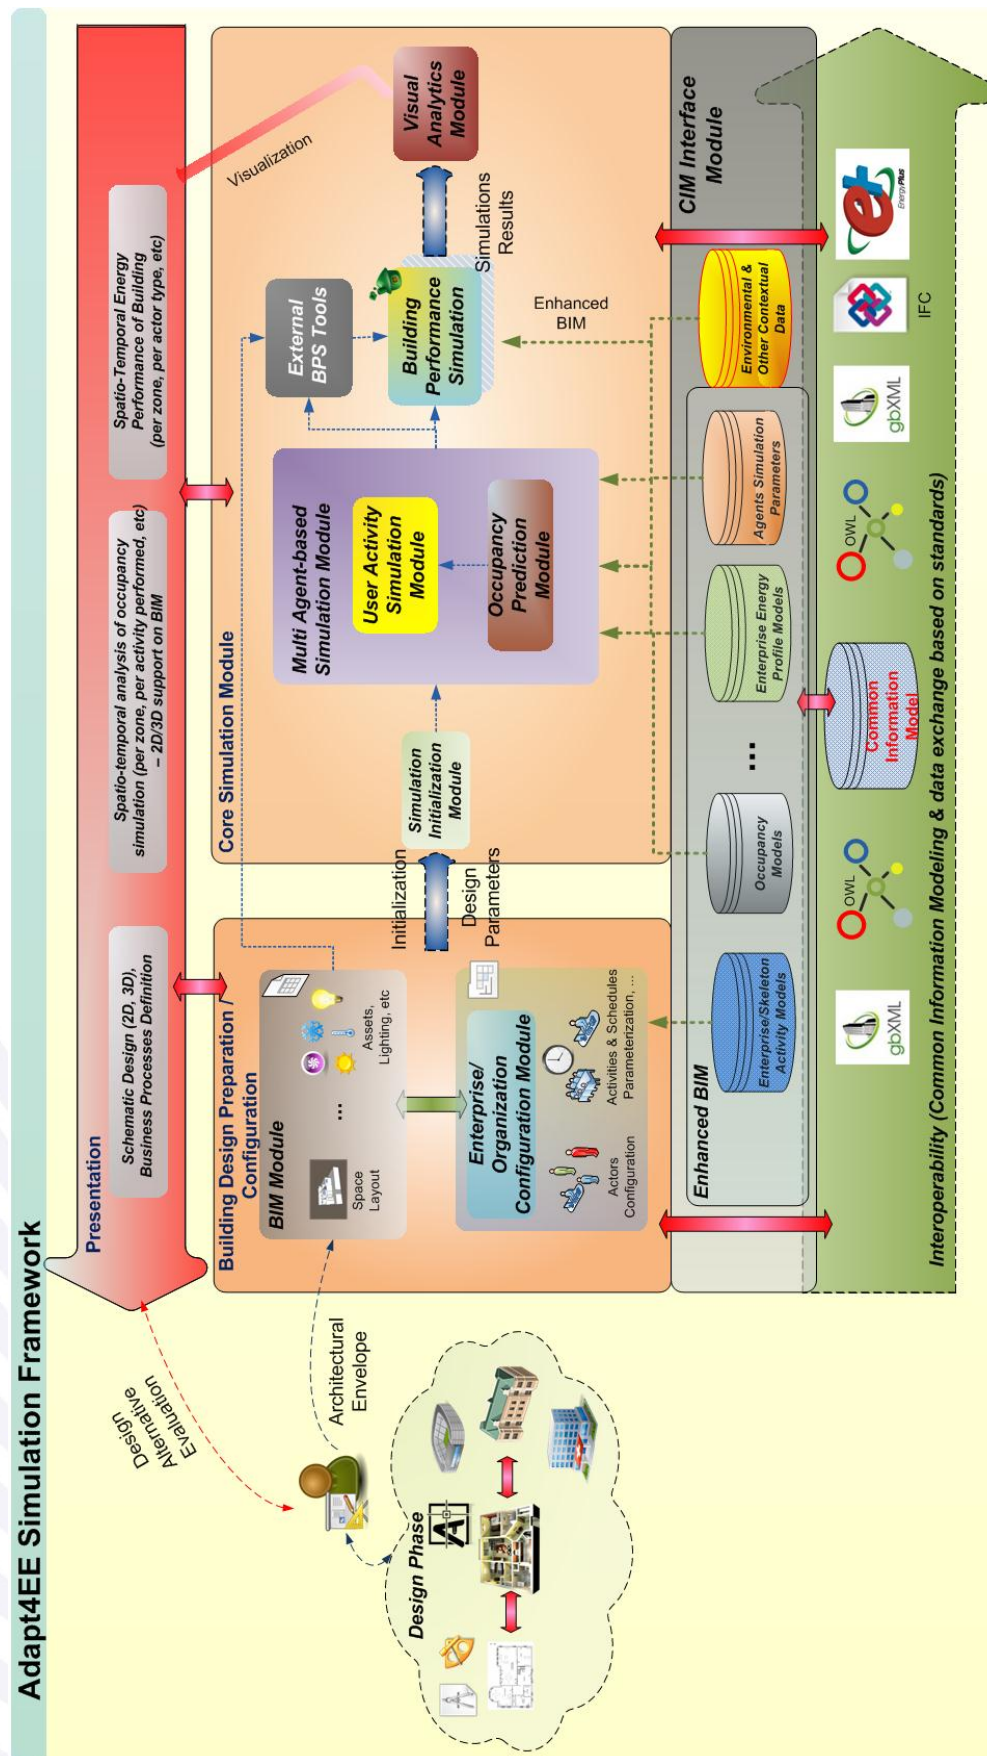 Adapt4EE Simulation Framework
Presentation
Schematic Design (2D, 3D),
Business Processes Definition
Spatio-temporal analysis of occupancy
simulation (per zone, per activity performed, etc)
– 2D/3D support on BIM
Spatio-Temporal Energy
Performance of Building
(per zone, per actor type, etc)
Visualization
Design
Alternative
Evaluation
Architectural
Envelope
Design Phase
Building Design Preparation /
Configuration
BIM Module
Space
Layout
...
Assets,
Lighting, etc
Enterprise/
Organization
Configuration Module
Actors
Configuration
Activities & Schedules
Parameterization, ...
Initialization
Design
Parameters
Core Simulation Module
Simulation
Initialization
Module
Multi Agent-based
Simulation Module
User Activity
Simulation
Module
Occupancy
Prediction
Module
External
BPS Tools
Building
Performance
Simulation
Simulations
Results
Visual
Analytics
Module
Enhanced
BIM
CIM Interface
Module
Enhanced BIM
Enterprise/Skeleton
Activity Models
Occupancy
Models
...
Enterprise Energy
Profile Models
Agents Simulation
Parameters
Environmental &
Other Contextual
Data
gbXML
OWL
Common
Information
Model
OWL
gbXML
IFC
e+
EnergyPlus
Interoperability (Common Information Modeling & data exchange based on standards)